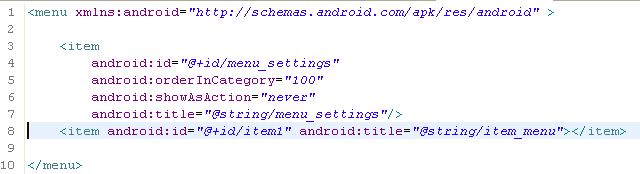 1 <menu xmlns:android="http://schemas.android.com/apk/res/android" >
2
3 <item
4 android:id="@+id/menu_settings"
5 android:orderInCategory="100"
6 android:showAsAction="never"
7 android:title="@string/menu_settings"/>
8 <item android:id="@+id/item1" android:title="@string/item_menu"></item>
9
10 </menu>